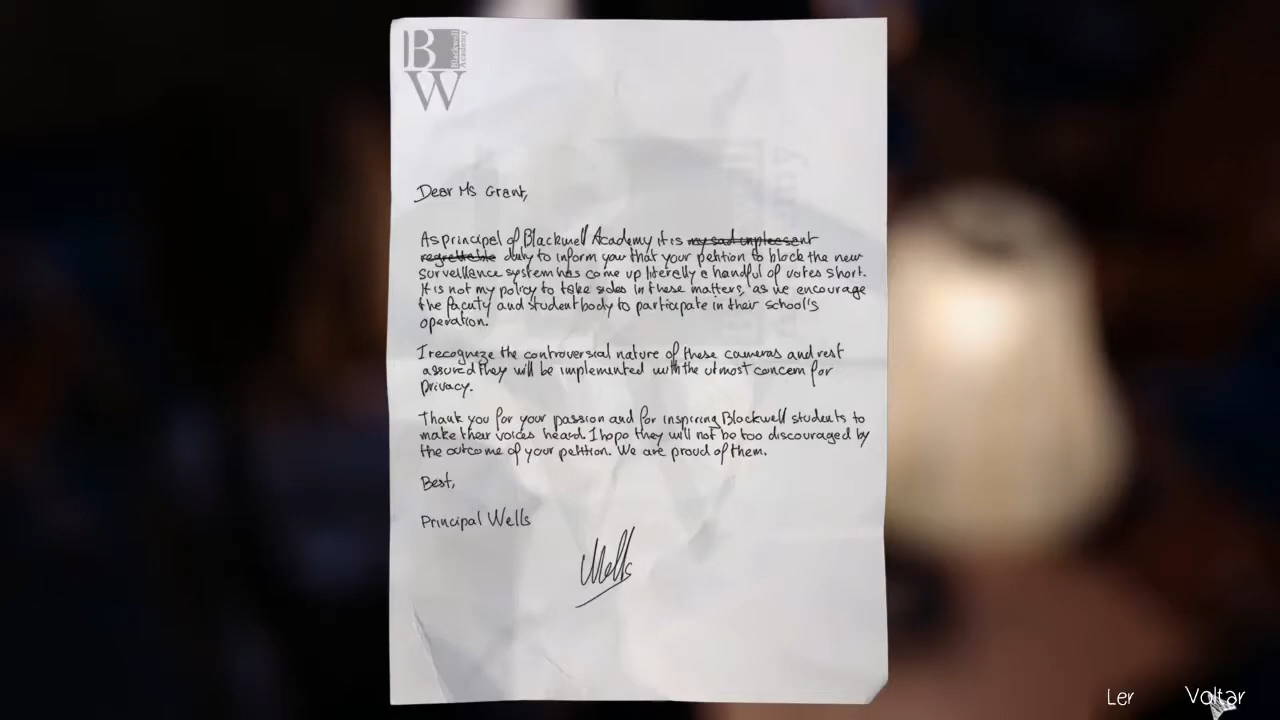 BW
Blackwell
Academy
Dear Ms Grant,
As principel of Blackwell Academy it is my sad unpleesent
regrettable duty to inform you that your petition to block the new
surveillance system has come up literelly e handful of votes short.
It is not my policy to teke sides in these matters, as we encourage
the facuty and student body to participate in their school's
operation.
I recogneze the controversial nature of these cameras and rest
assured they will be implemented with the utmost concern for
privacy.
Thank you for your passion and for inspiring Blackwell students to
make their voices heard. I hope they will not be too discouraged by
the outcome of your petition. We are proud of them.
Best,
Principal Wells
Wells
Ler Voltar